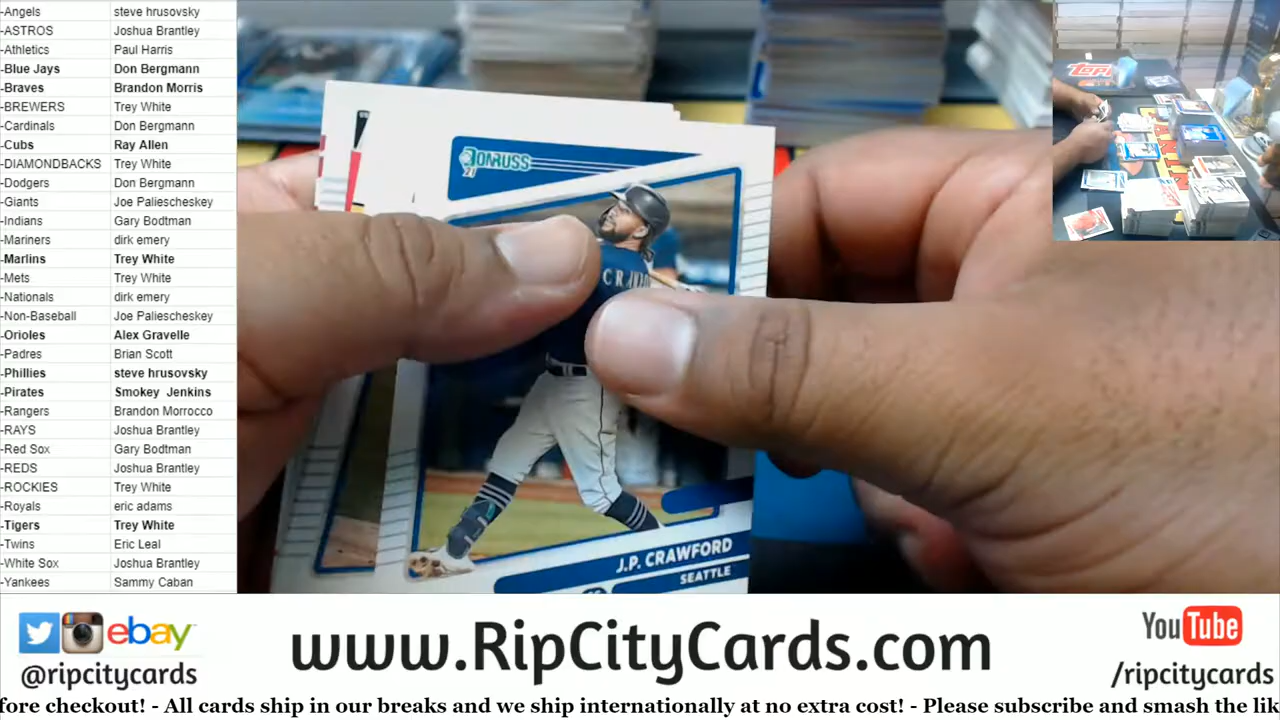 -Angels steve hrusovsky
-ASTROS Joshua Brantley
-Athletics Paul Harris
-Blue Jays Don Bergmann
-Braves Brandon Morris
-BREWERS Trey White
-Cardinals Don Bergmann
-Cubs Ray Allen
-DIAMONDBACKS Trey White
-Dodgers Don Bergmann
-Giants Joe Paliescheskey
-Indians Gary Bodtman
-Mariners dirk emery
-Marlins Trey White
-Mets Trey White
-Nationals dirk emery
-Non-Baseball Joe Paliescheskey
-Orioles Alex Gravelle
-Padres Brian Scott
-Phillies steve hrusovsky
-Pirates Smokey Jenkins
-Rangers Brandon Morrocco
-RAYS Joshua Brantley
-Red Sox Gary Bodtman
-REDS Joshua Brantley
-ROCKIES Trey White
-Royals eric adams
-Tigers Trey White
-Twins Eric Leal
-White Sox Joshua Brantley
-Yankees Sammy Caban
DONRUSS
21
J.P. CRAWFORD
SEATTLE
TOPPS
ebay
@ripcitycards
www.RipCityCards.com
YouTube
/ripcitycards
fore checkout! - All cards ship in our breaks and we ship internationally at no extra cost! - Please subscribe and smash the lik